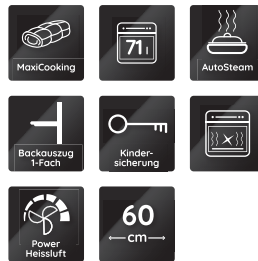 MaxiCooking
71 l
AutoSteam
Backauszug
1-Fach
Kinder-
sicherung
Power
Heissluft
60
cm